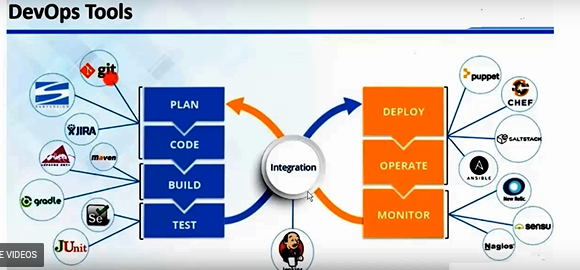 DevOps Tools
git
SUBVERSION
JIRA
maven
gradle
Se
JUnit
PLAN
CODE
BUILD
TEST
Integration
DEPLOY
OPERATE
MONITOR
puppet
CHEF
SALTSTACK
ANSIBLE
New Relic
sensu
Nagios
E VIDEOS